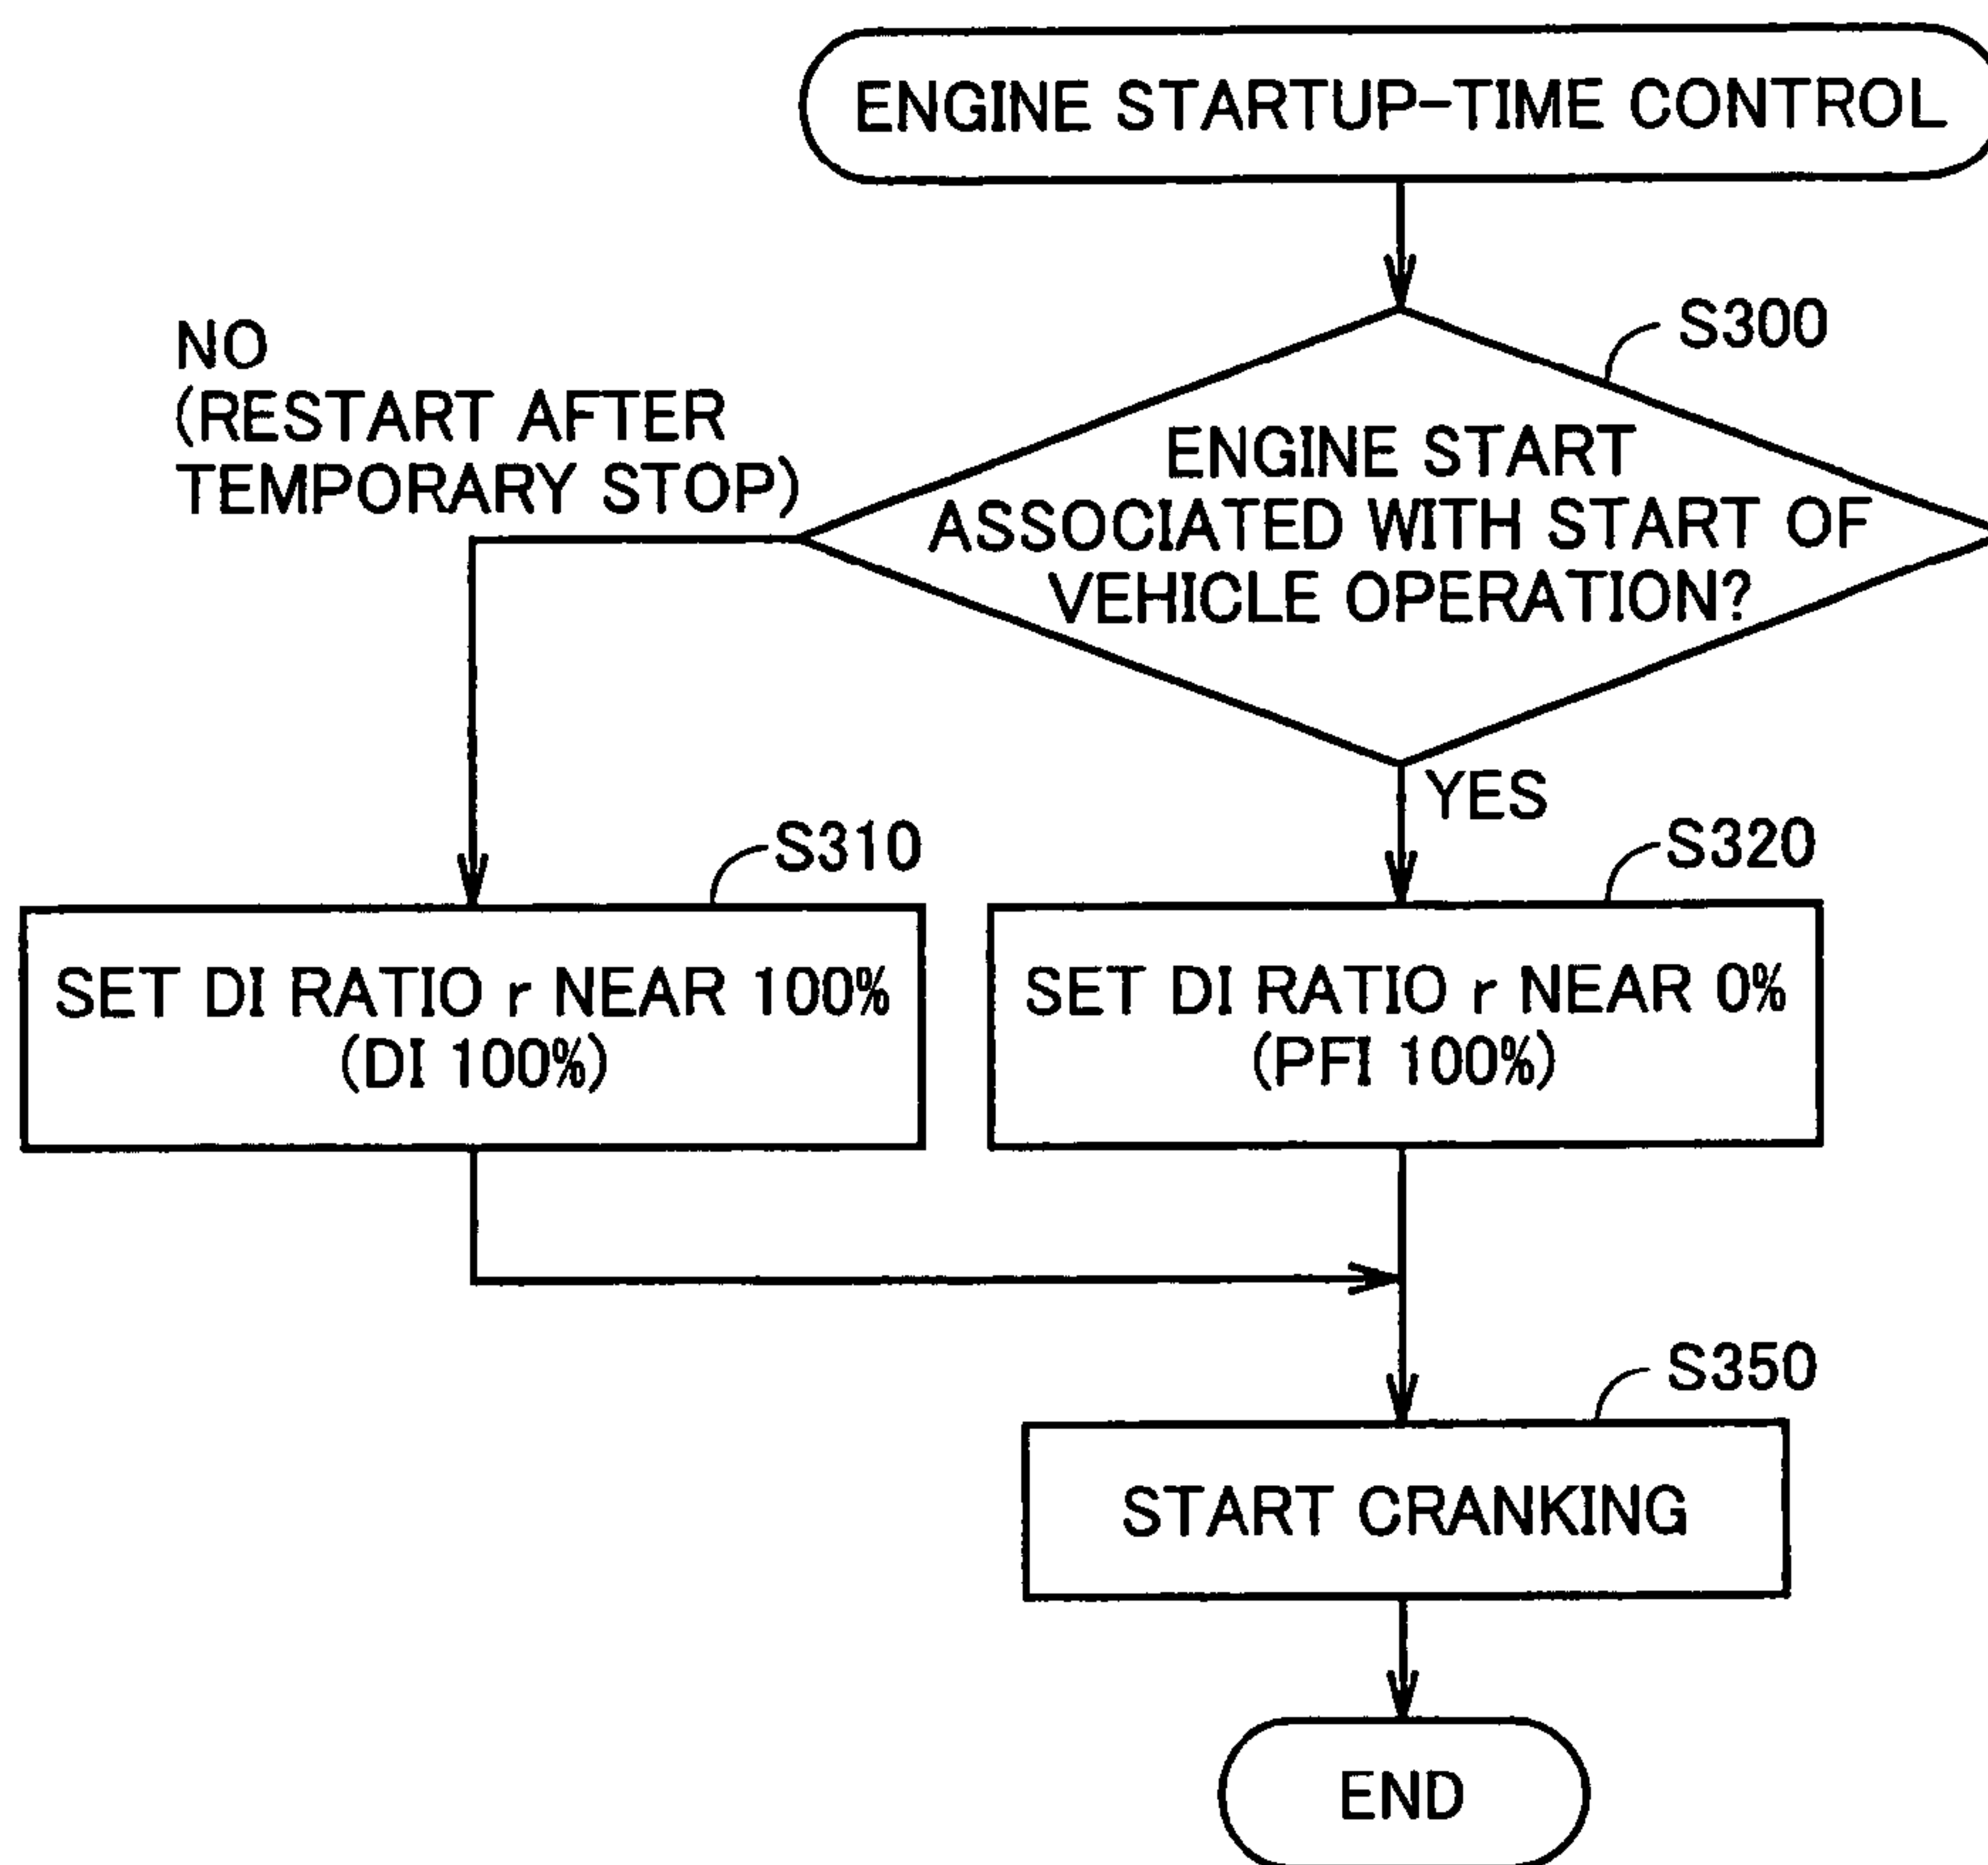 ENGINE STARTUP-TIME CONTROL
S300
NO
(RESTART AFTER
TEMPORARY STOP)
ENGINE START
ASSOCIATED WITH START OF
VEHICLE OPERATION?
YES
S310
S320
SET DI RATIO r NEAR 100%
(DI 100%)
SET DI RATIO r NEAR 0%
(PFI 100%)
S350
START CRANKING
END